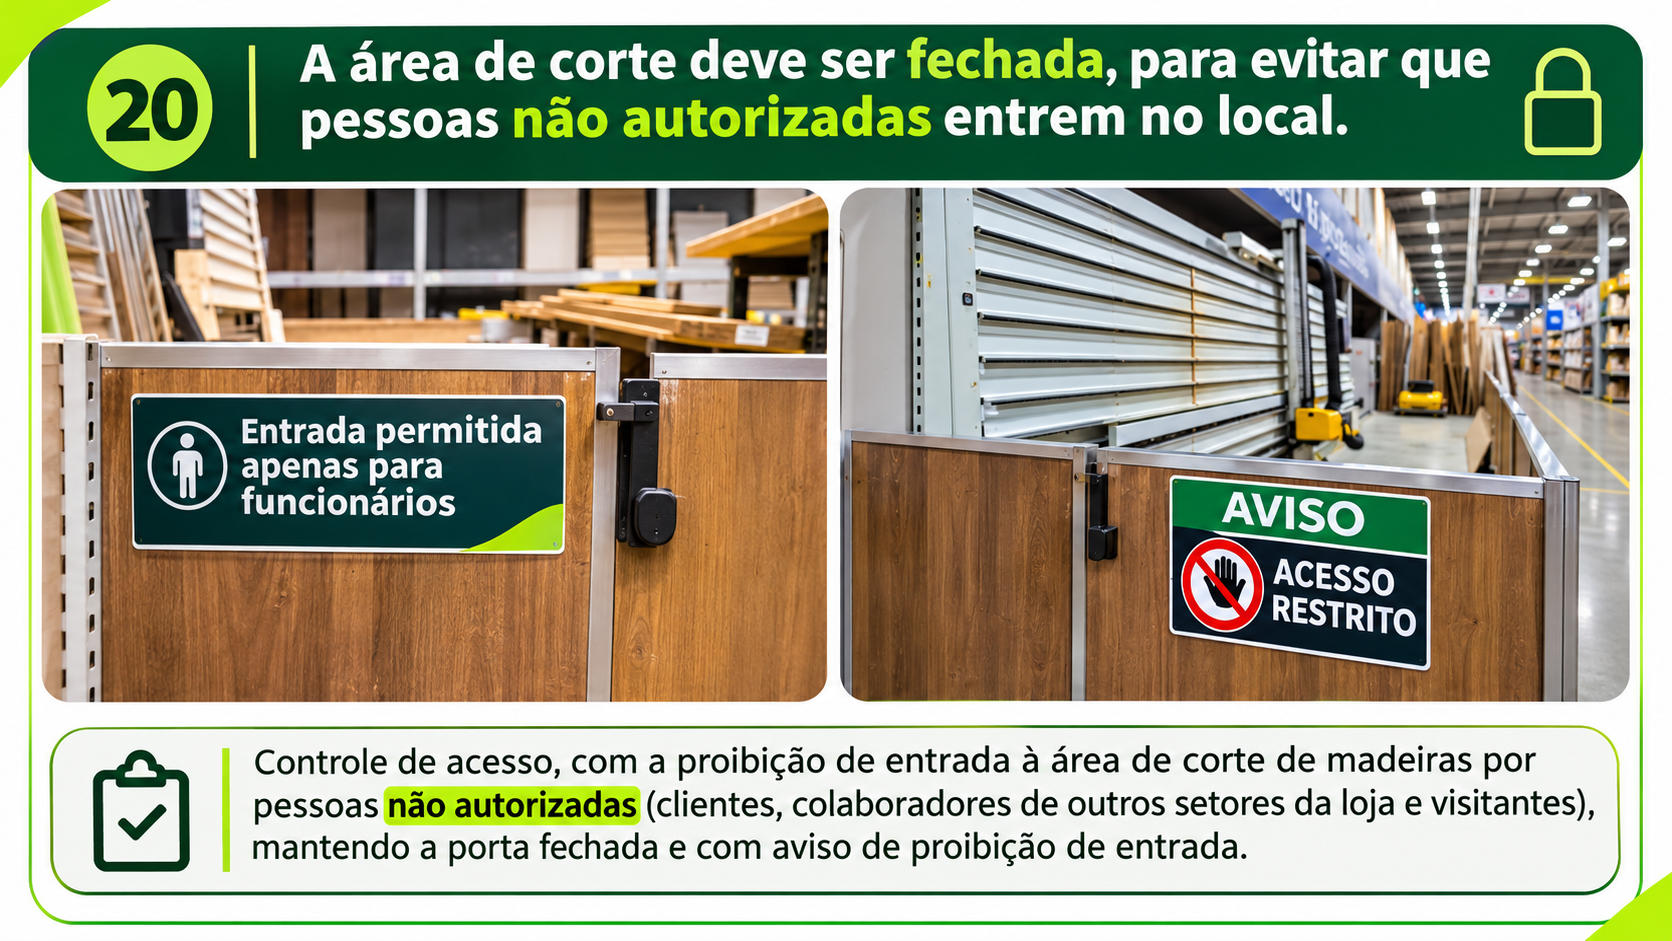 20
A área de corte deve ser fechada, para evitar que
pessoas não autorizadas entrem no local.
Entrada permitida
apenas para
funcionários
AVISO
ACESSO
RESTRITO
Controle de acesso, com a proibição de entrada à área de corte de madeiras por
pessoas não autorizadas (clientes, colaboradores de outros setores da loja e visitantes),
mantendo a porta fechada e com aviso de proibição de entrada.